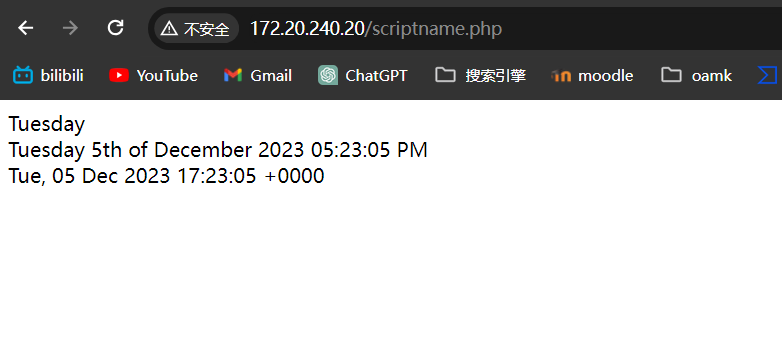 不安全 172.20.240.20/scriptname.php
bilibili YouTube Gmail ChatGPT 搜索引擎 moodle oamk
Tuesday
Tuesday 5th of December 2023 05:23:05 PM
Tue, 05 Dec 2023 17:23:05 +0000